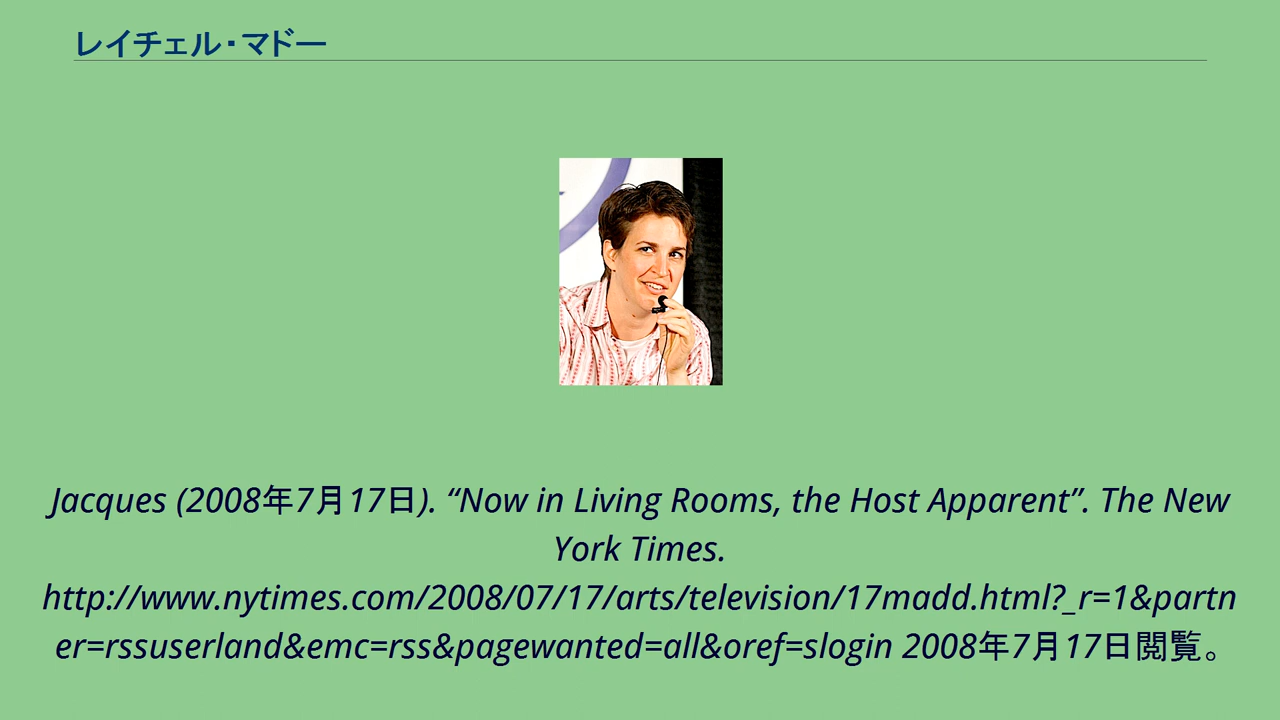 レイチェル・マドー
Jacques (2008年7月17日). “Now in Living Rooms, the Host Apparent”. The New
York Times.
http://www.nytimes.com/2008/07/17/arts/television/17madd.html?_r=1&partn
er=rssuserland&emc=rss&pagewanted=all&oref=slogin 2008年7月17日閲覧。